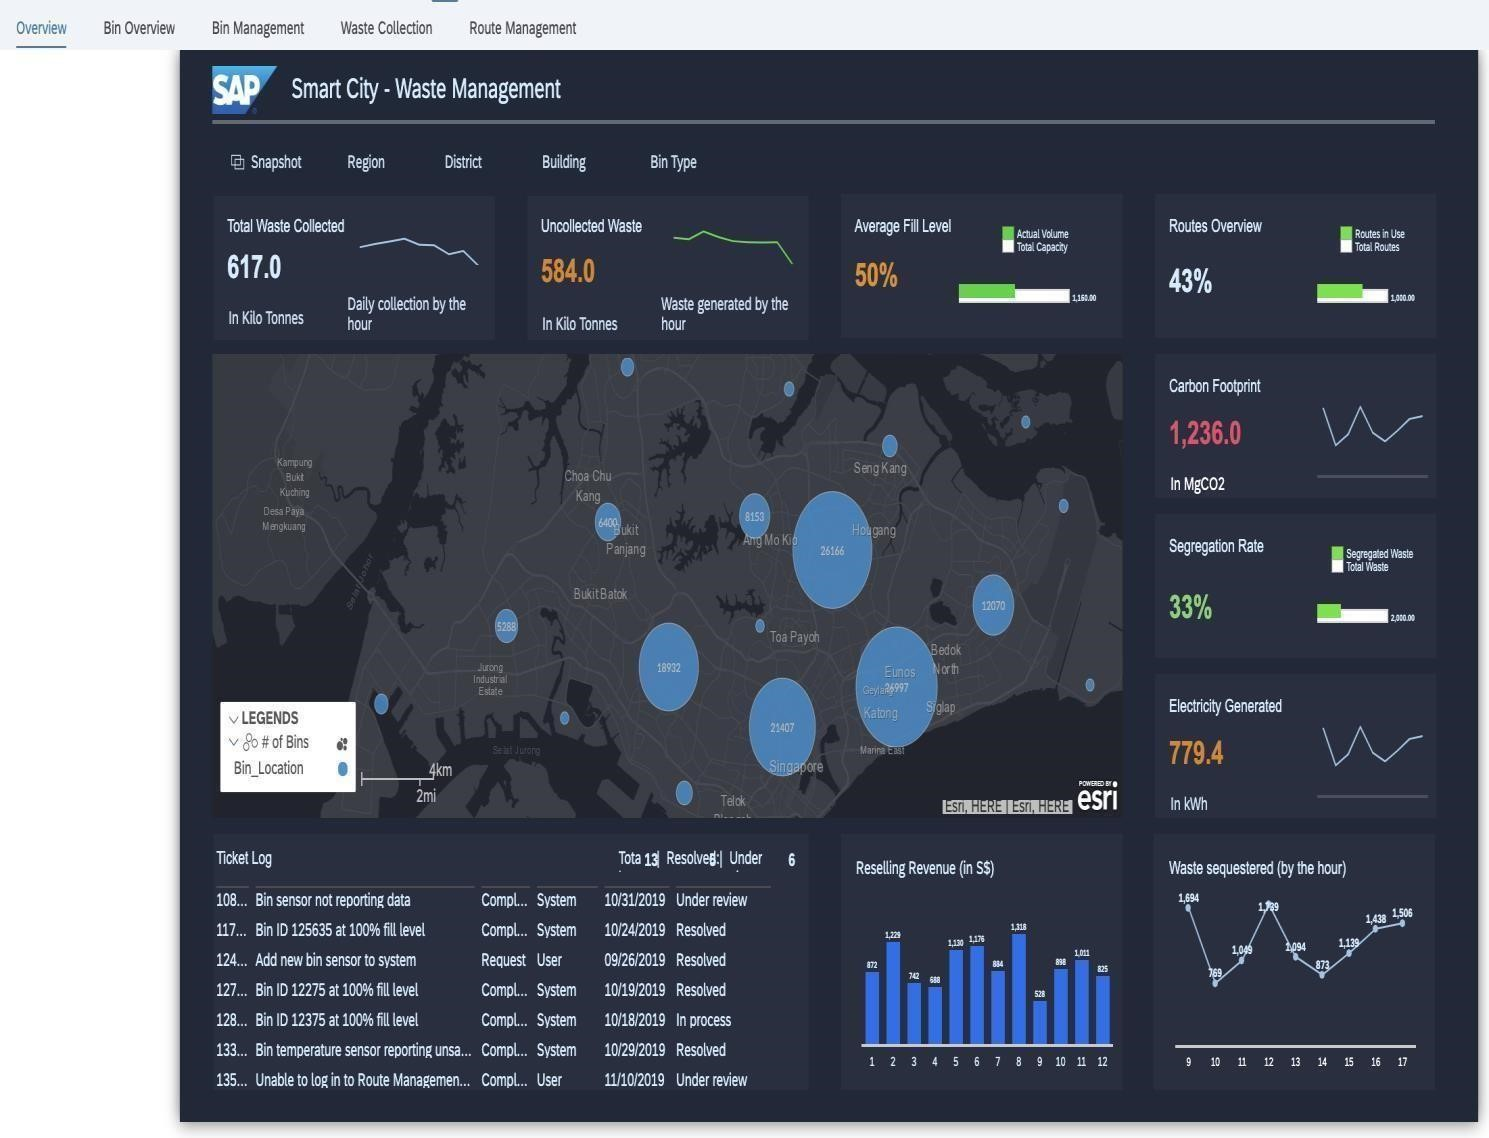 Overview Bin Overview Bin Management Waste Collection Route Management
SAP Smart City - Waste Management
Snapshot Region District Building Bin Type
Total Waste Collected
617.0
In Kilo Tonnes
Daily collection by the
hour
Uncollected Waste
584.0
In Kilo Tonnes
Waste generated by the
hour
Average Fill Level
50%
Actual Volume
Total Capacity
1,160.00
Routes Overview
43%
Routes in Use
Total Routes
1,000.00
Kampung
Bukit
Kuching
Desa Paya
Mengkuang
Selat Johor
Choa Chu
Kang
6400
Bukit
Panjang
8153
Ang Mo Kio
Seng Kang
Hougang
26166
Bukit Batok
12070
5288
Toa Payoh
Jurong
Industrial
Estate
18932
Bedok
North
Eunos
Geylang
26997
Katong
Siglap
21407
Marina East
Selat Jurong
Singapore
Telok
LEGENDS
# of Bins
Bin_Location
4km
2mi
Esri, HERE | Esri, HERE
POWERED BY
esri
Carbon Footprint
1,236.0
In MgCO2
Segregation Rate
33%
Segregated Waste
Total Waste
2,000.00
Electricity Generated
779.4
In kWh
Ticket Log Tota 13| Resolved:5| Under 6
108... Bin sensor not reporting data Compl... System 10/31/2019 Under review
117... Bin ID 125635 at 100% fill level Compl... System 10/24/2019 Resolved
124... Add new bin sensor to system Request User 09/26/2019 Resolved
127... Bin ID 12275 at 100% fill level Compl... System 10/19/2019 Resolved
128... Bin ID 12375 at 100% fill level Compl... System 10/18/2019 In process
133... Bin temperature sensor reporting unsa... Compl... System 10/29/2019 Resolved
135... Unable to log in to Route Managemen... Compl... User 11/10/2019 Under review
Reselling Revenue (in S$)
872 1,229 742 688 1,130 1,176 884 1,318 528 898 1,011 825
1 2 3 4 5 6 7 8 9 10 11 12
Waste sequestered (by the hour)
1,694 769 1,049 1,739 1,094 873 1,139 1,438 1,506
9 10 11 12 13 14 15 16 17